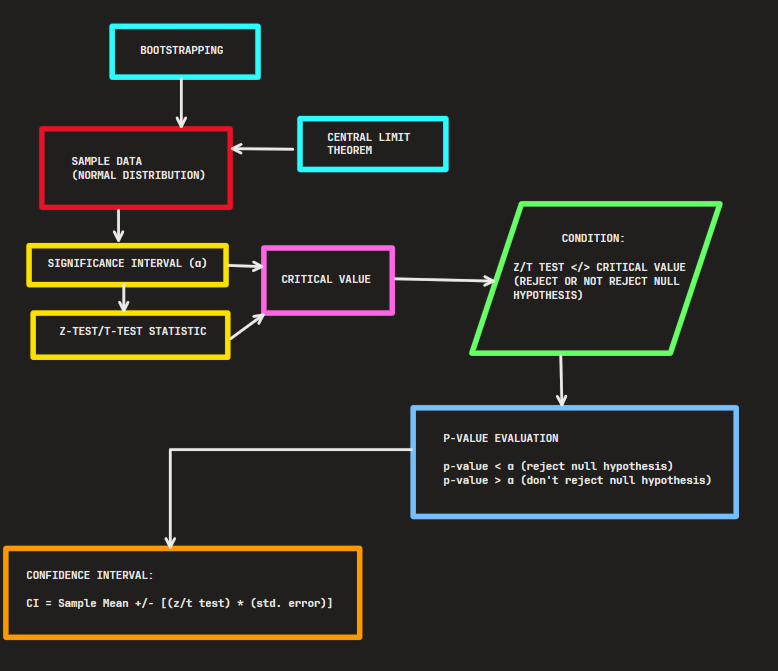 BOOTSTRAPPING
CENTRAL LIMIT
THEOREM
SAMPLE DATA
(NORMAL DISTRIBUTION)
SIGNIFICANCE INTERVAL (α)
Z-TEST/T-TEST STATISTIC
CRITICAL VALUE
CONDITION:
Z/T TEST </> CRITICAL VALUE
(REJECT OR NOT REJECT NULL
HYPOTHESIS)
P-VALUE EVALUATION
p-value < α (reject null hypothesis)
p-value > α (don't reject null hypothesis)
CONFIDENCE INTERVAL:
CI = Sample Mean +/- [(z/t test) * (std. error)]